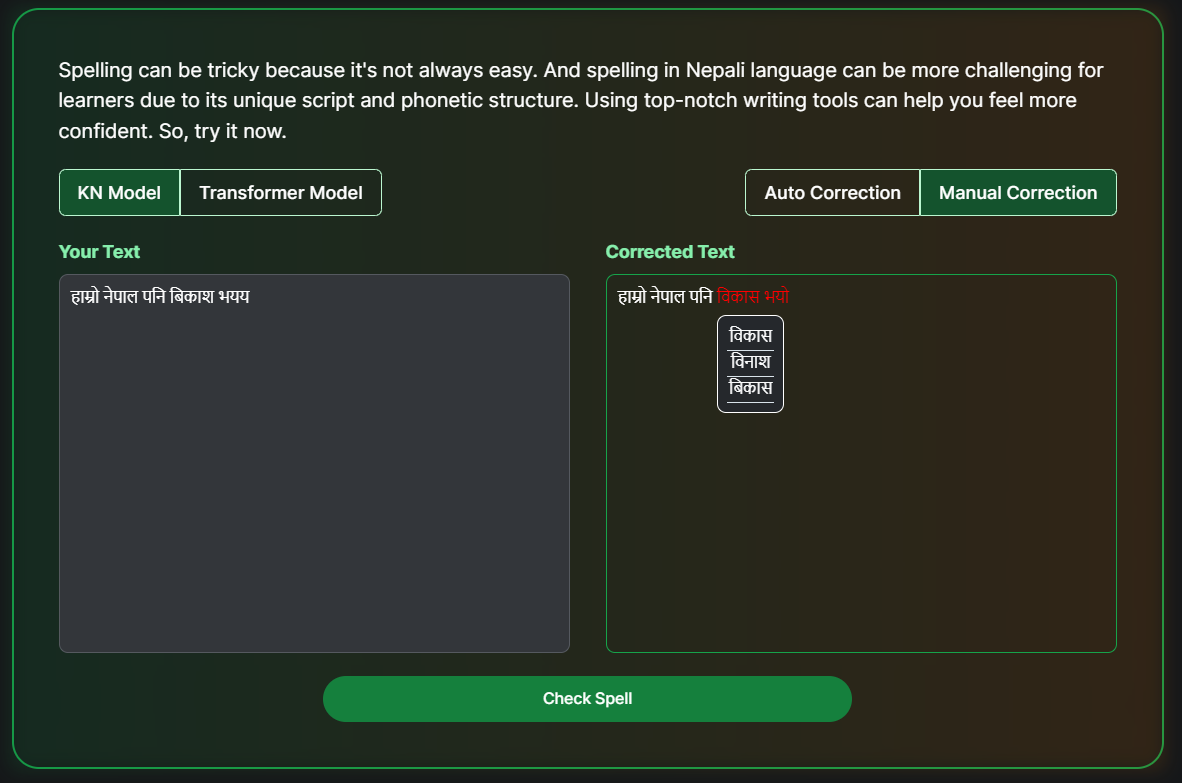 Spelling can be tricky because it's not always easy. And spelling in Nepali language can be more challenging for
learners due to its unique script and phonetic structure. Using top-notch writing tools can help you feel more
confident. So, try it now.
KN Model Transformer Model Auto Correction Manual Correction
Your Text Corrected Text
हाम्रो नेपाल पनि बिकाश भयय हाम्रो नेपाल पनि विकास भयो
विकास
विनाश
बिकास
Check Spell